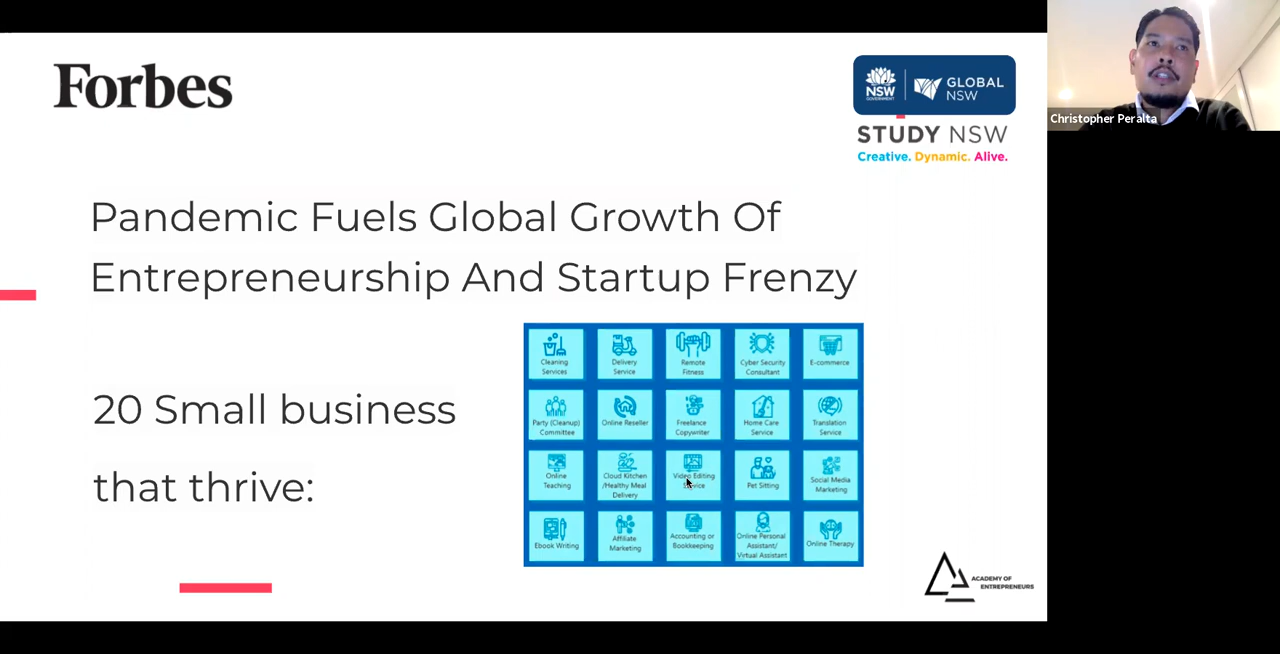 Forbes
NSW
GOVERNMENT
GLOBAL
NSW
STUDY NSW
Creative. Dynamic. Alive.
Christopher Peralta
Pandemic Fuels Global Growth Of
Entrepreneurship And Startup Frenzy
20 Small business
that thrive:
Cleaning
Services
Delivery
Service
Remote
Fitness
Cyber Security
Consultant
E-commerce
Party (Cleanup)
Committee
Online Reseller
Freelance
Copywriter
Home Care
Service
Translation
Service
Online
Teaching
Cloud Kitchen
/Healthy Meal
Delivery
Video Editing
Service
Pet Sitting
Social Media
Marketing
Ebook Writing
Affiliate
Marketing
Accounting or
Bookkeeping
Online Personal
Assistant/
Virtual Assistant
Online Therapy
ACADEMY OF
ENTREPRENEURS